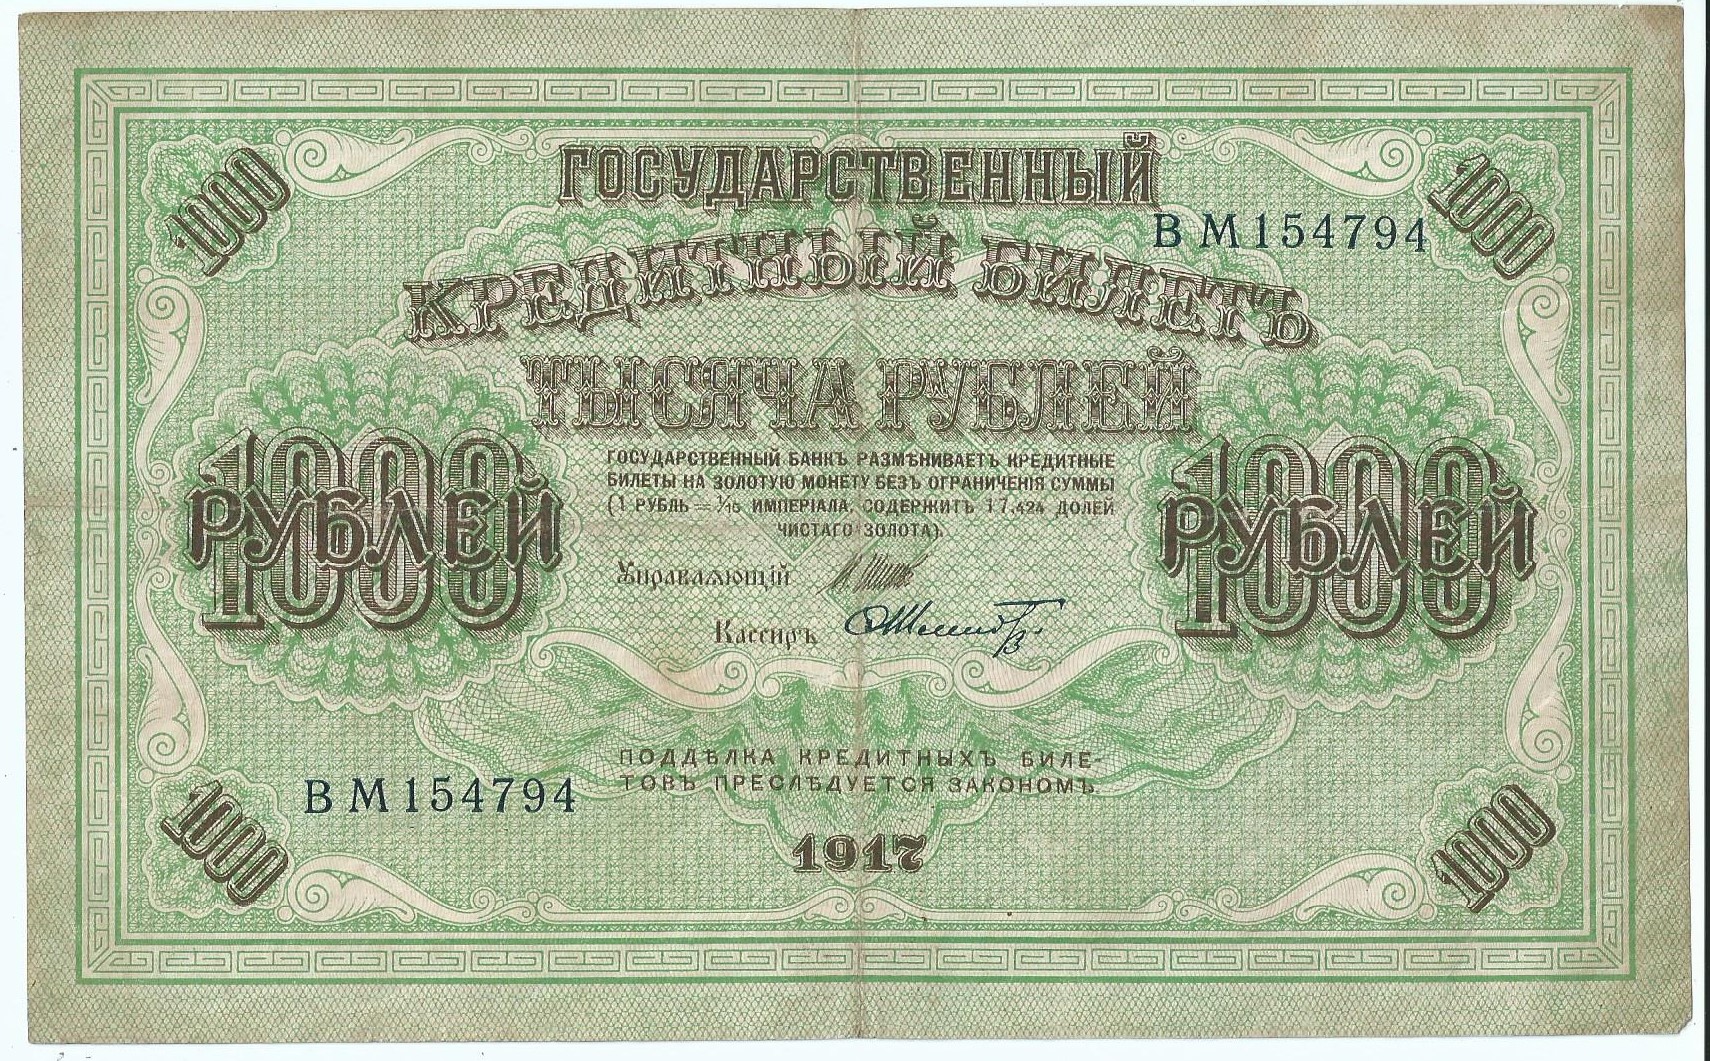 1000
1000
ГОСУДАРСТВЕННЫЙ
ВМ154794
КРЕДИТНЫЙ БИЛЕТЪ
ТЫСЯЧА РУБЛЕЙ
1000
РУБЛЕЙ
1000
РУБЛЕЙ
ГОСУДАРСТВЕННЫЙ БАНКЪ РАЗМѢНИВАЕТЪ КРЕДИТНЫЕ
БИЛЕТЫ НА ЗОЛОТУЮ МОНЕТУ БЕЗЪ ОГРАНИЧЕНІЯ СУММЫ
(1 РУБЛЬ = 1/15 ИМПЕРІАЛА, СОДЕРЖИТЪ 17,424 ДОЛЕЙ
ЧИСТАГО ЗОЛОТА).
Управляющій
Кассиръ
ПОДДѢЛКА КРЕДИТНЫХЪ БИЛЕ-
ТОВЪ ПРЕСЛѢДУЕТСЯ ЗАКОНОМЪ
ВМ154794
1917
1000
1000